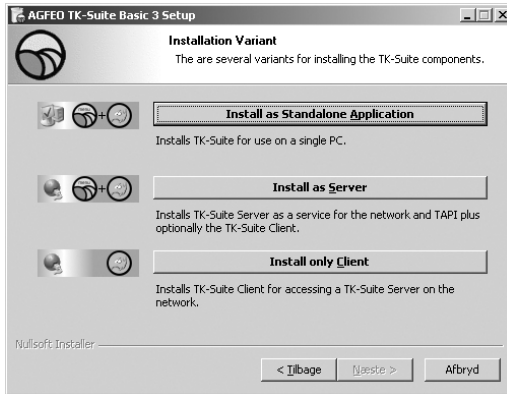 AGFEO TK-Suite Basic 3 Setup
Installation Variant
The are several variants for installing the TK-Suite components.
Install as Standalone Application
Installs TK-Suite for use on a single PC.
Install as Server
Installs TK-Suite Server as a service for the network and TAPI plus
optionally the TK-Suite Client.
Install only Client
Installs TK-Suite Client for accessing a TK-Suite Server on the
network.
Nullsoft Installer
< Tilbage
Næste >
Afbryd